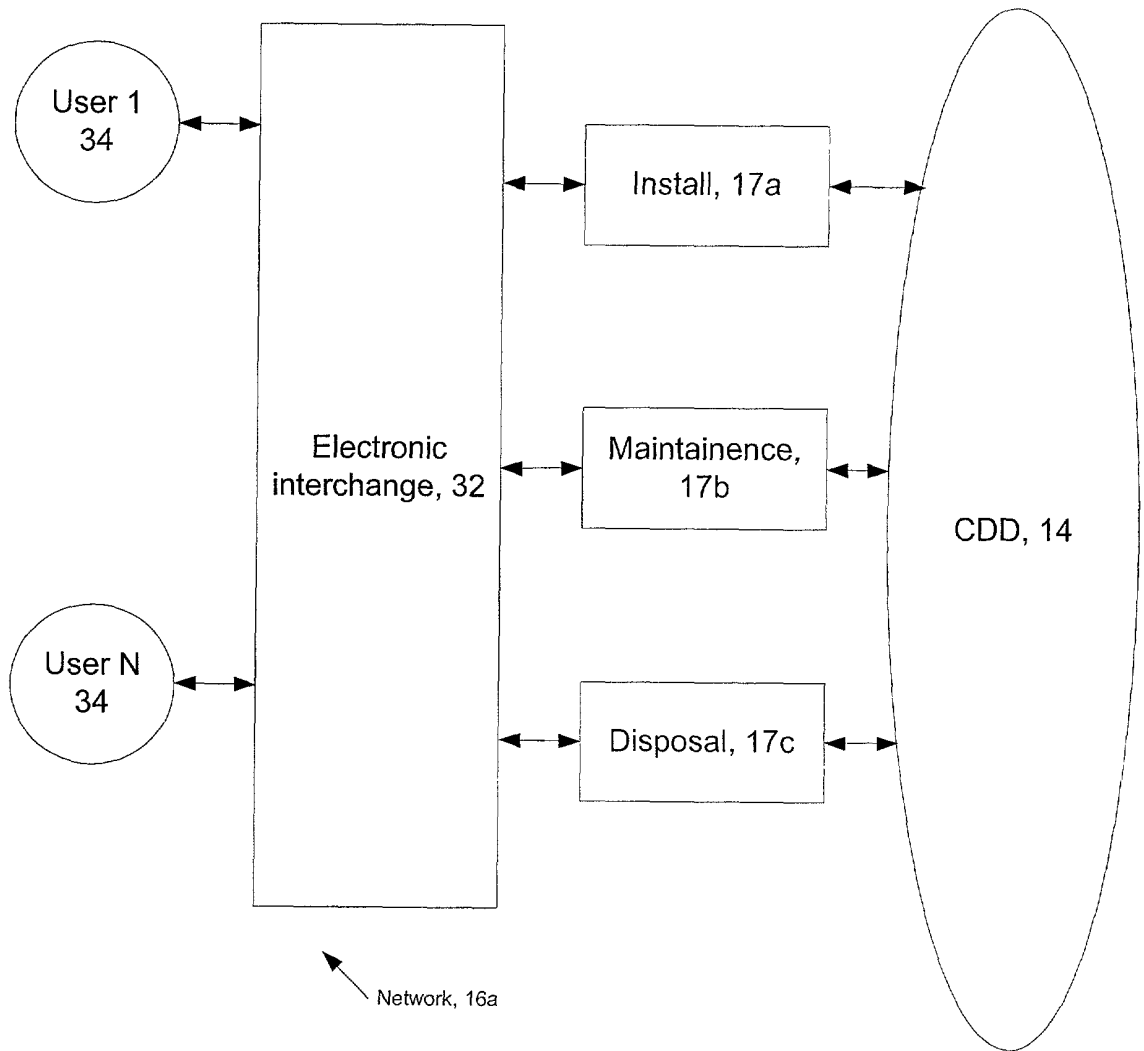 User 1
34
Install, 17a
Electronic
interchange, 32
Maintainence,
17b
CDD, 14
User N
34
Disposal, 17c
Network, 16a